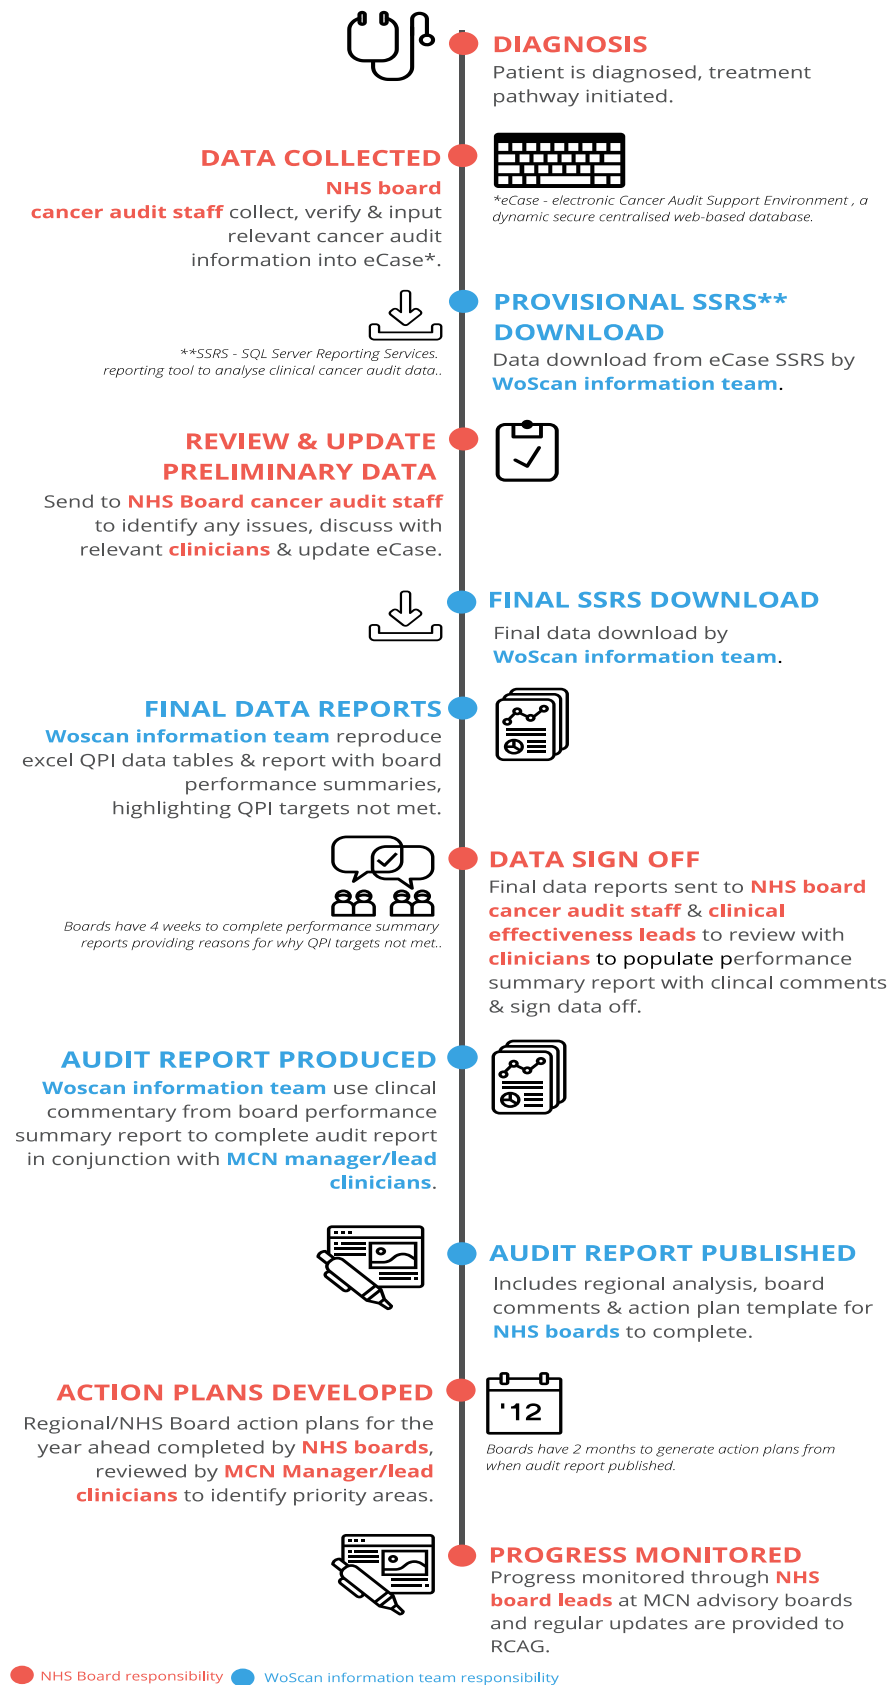 DIAGNOSIS
Patient is diagnosed, treatment
pathway initiated.
DATA COLLECTED
NHS board
cancer audit staff collect, verify & input
relevant cancer audit
information into eCase*.
*eCase - electronic Cancer Audit Support Environment , a
dynamic secure centralised web-based database.
PROVISIONAL SSRS**
DOWNLOAD
Data download from eCase SSRS by
WoScan information team.
**SSRS - SQL Server Reporting Services.
reporting tool to analyse clinical cancer audit data..
REVIEW & UPDATE
PRELIMINARY DATA
Send to NHS Board cancer audit staff
to identify any issues, discuss with
relevant clinicians & update eCase.
FINAL SSRS DOWNLOAD
Final data download by
WoScan information team.
FINAL DATA REPORTS
Woscan information team reproduce
excel QPI data tables & report with board
performance summaries,
highlighting QPI targets not met.
DATA SIGN OFF
Final data reports sent to NHS board
cancer audit staff & clinical
effectiveness leads to review with
clinicians to populate performance
summary report with clincal comments
& sign data off.
Boards have 4 weeks to complete performance summary
reports providing reasons for why QPI targets not met..
AUDIT REPORT PRODUCED
Woscan information team use clincal
commentary from board performance
summary report to complete audit report
in conjunction with MCN manager/lead
clinicians.
AUDIT REPORT PUBLISHED
Includes regional analysis, board
comments & action plan template for
NHS boards to complete.
ACTION PLANS DEVELOPED
Regional/NHS Board action plans for the
year ahead completed by NHS boards,
reviewed by MCN Manager/lead
clinicians to identify priority areas.
'12
Boards have 2 months to generate action plans from
when audit report published.
PROGRESS MONITORED
Progress monitored through NHS
board leads at MCN advisory boards
and regular updates are provided to
RCAG.
NHS Board responsibility
WoScan information team responsibility